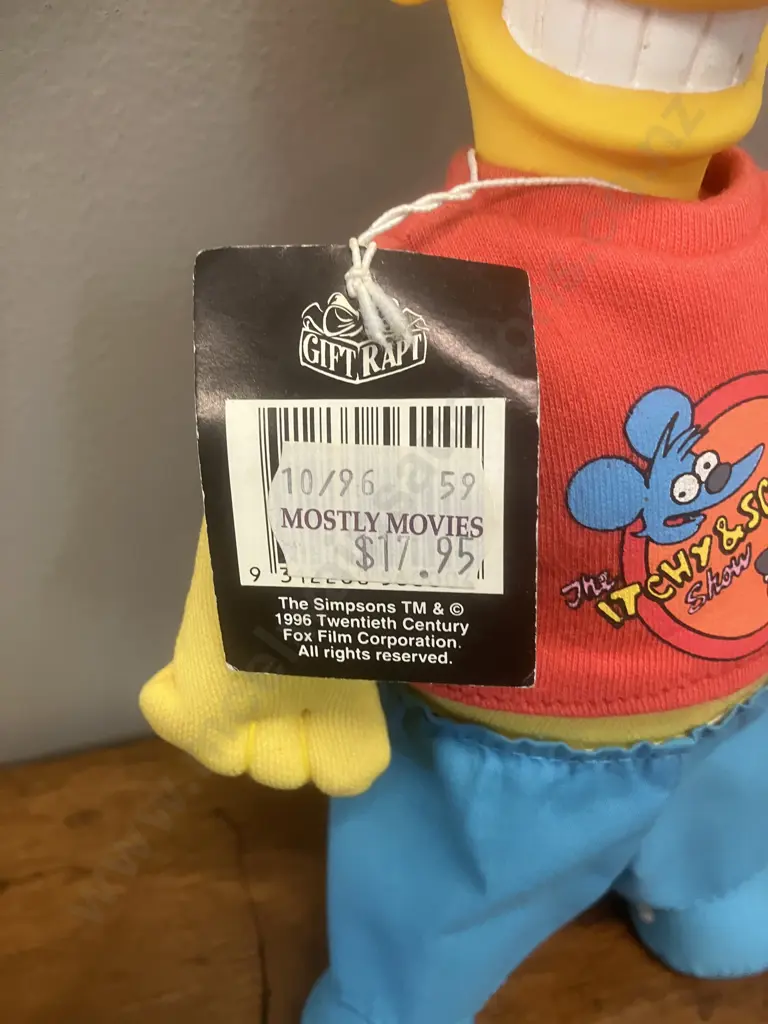 GIFT RAPT
10/96 59
MOSTLY MOVIES
$17.95
The Simpsons TM & ©
1996 Twentieth Century
Fox Film Corporation.
All rights reserved.
The
ITCHY &
Show